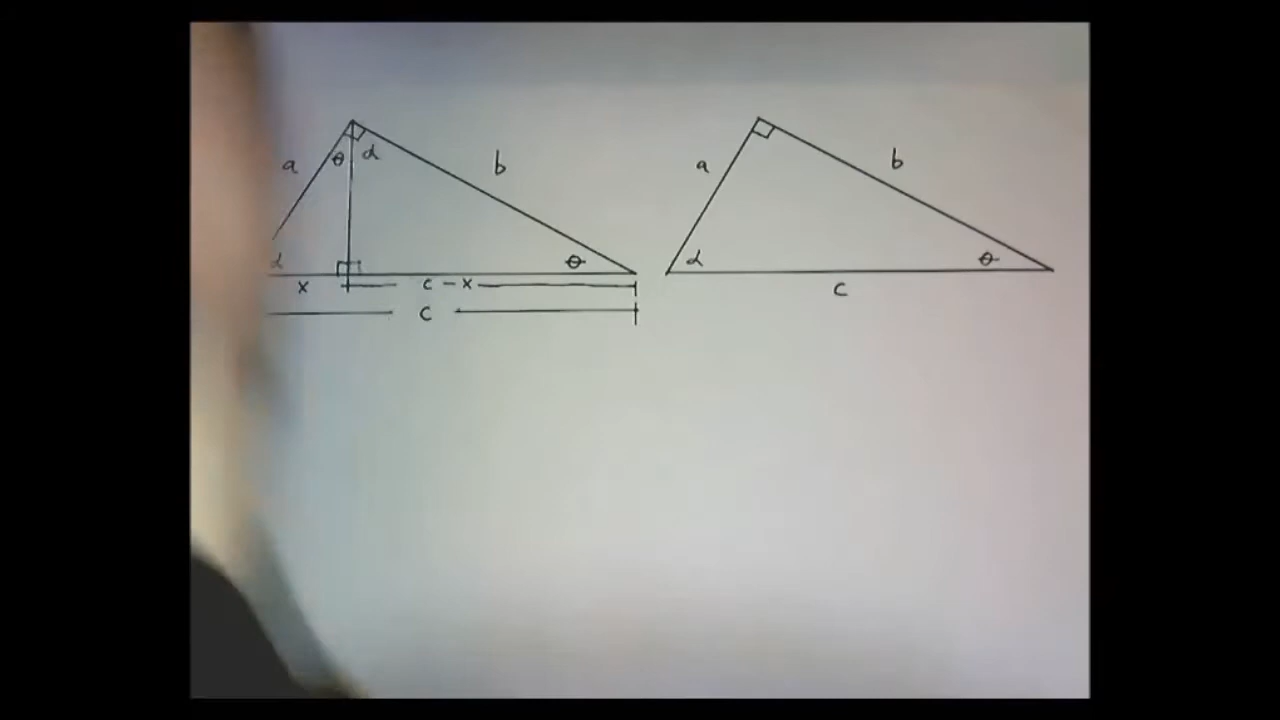 a θ α b
α θ
x c - x
c
a b
α θ
c